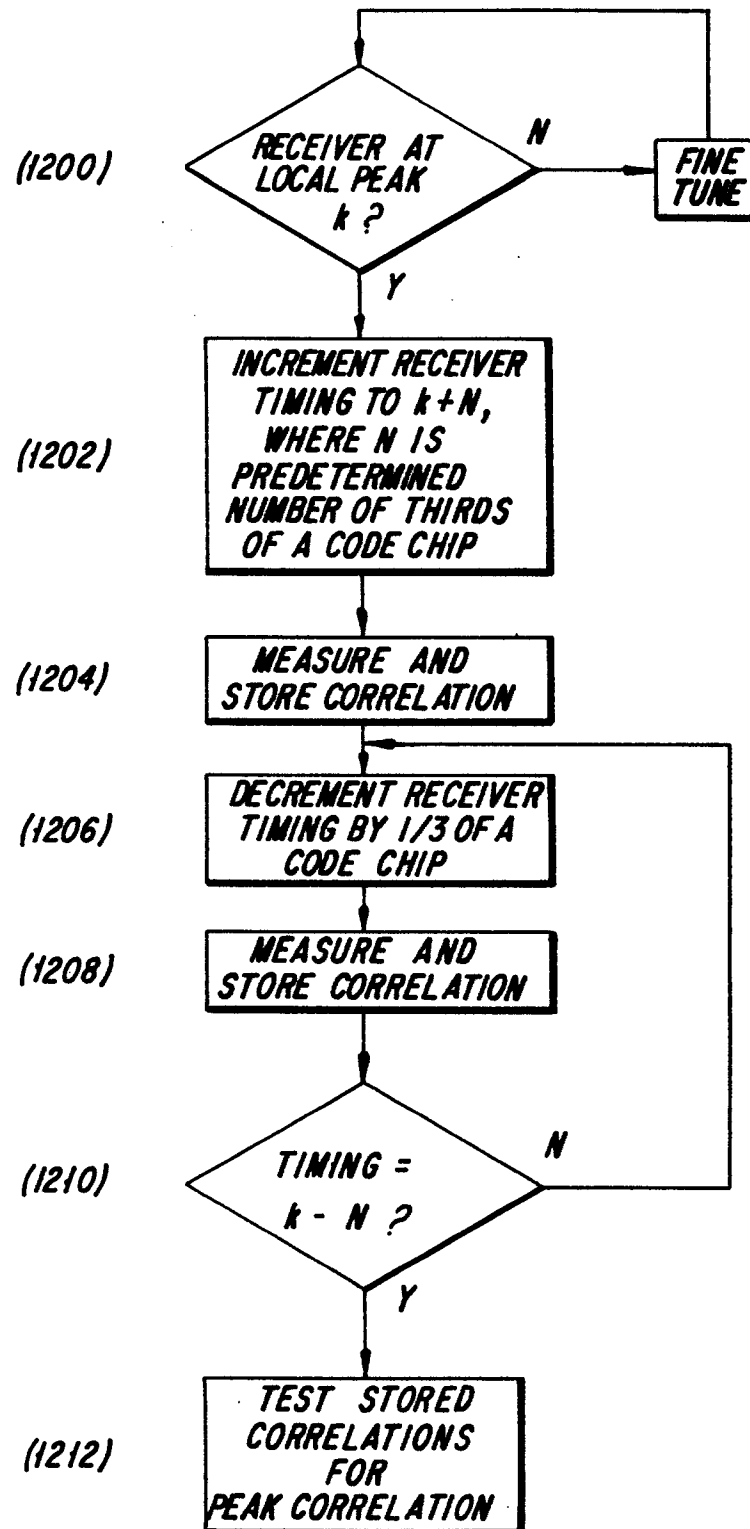 (1200)
RECEIVER AT
LOCAL PEAK
k ?
N
FINE
TUNE
Y
(1202)
INCREMENT RECEIVER
TIMING TO k+N,
WHERE N IS
PREDETERMINED
NUMBER OF THIRDS
OF A CODE CHIP
(1204)
MEASURE AND
STORE CORRELATION
(1206)
DECREMENT RECEIVER
TIMING BY 1/3 OF A
CODE CHIP
(1208)
MEASURE AND
STORE CORRELATION
(1210)
TIMING =
k - N ?
N
Y
(1212)
TEST STORED
CORRELATIONS
FOR
PEAK CORRELATION